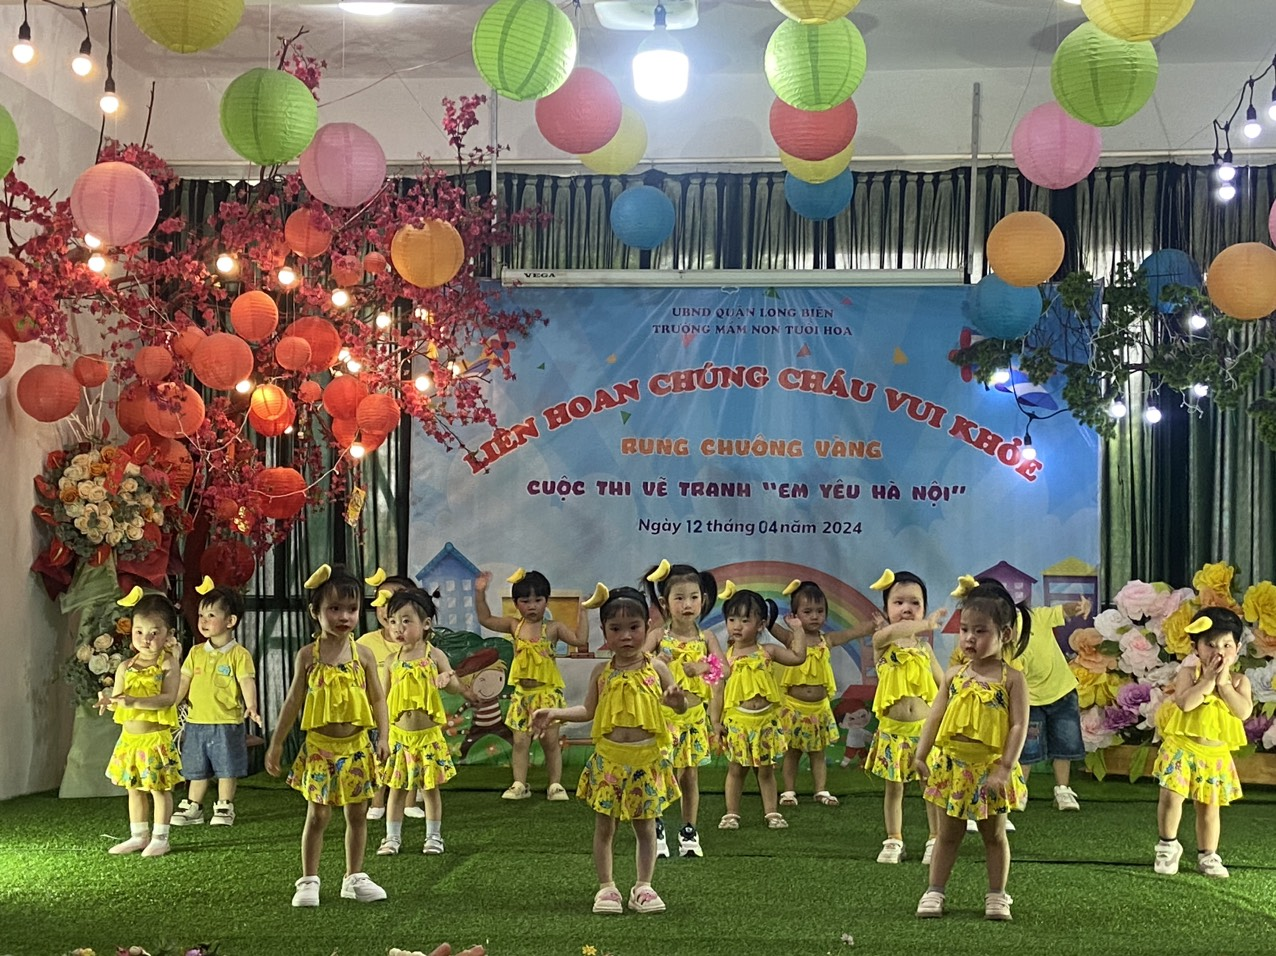 VEGA
UBND QUẬN LONG BIÊN
TRƯỜNG MẦM NON TUỔI HOA
LIÊN HOAN CHÚNG CHÁU VUI KHỎE
RUNG CHUÔNG VÀNG
CUỘC THI VẼ TRANH "EM YÊU HÀ NỘI"
Ngày 12 tháng 04 năm 2024